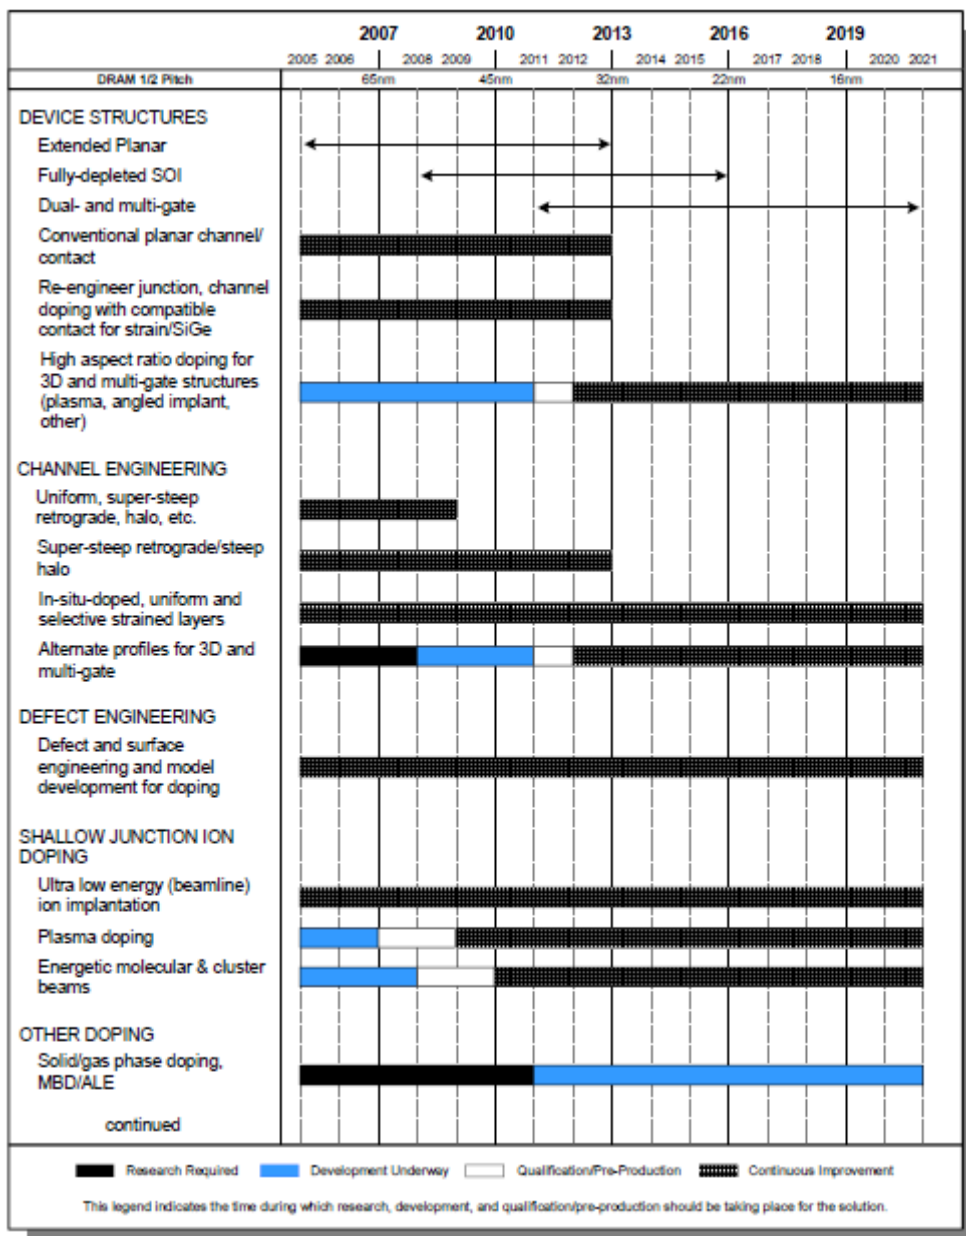 2007 2010 2013 2016 2019
2005 2006 2008 2009 2011 2012 2014 2015 2017 2018 2020 2021
DRAM 1/2 Pitch 65nm 45nm 32nm 22nm 16nm
DEVICE STRUCTURES
Extended Planar
Fully-depleted SOI
Dual- and multi-gate
Conventional planar channel/
contact
Re-engineer junction, channel
doping with compatible
contact for strain/SiGe
High aspect ratio doping for
3D and multi-gate structures
(plasma, angled implant,
other)
CHANNEL ENGINEERING
Uniform, super-steep
retrograde, halo, etc.
Super-steep retrograde/steep
halo
In-situ-doped, uniform and
selective strained layers
Alternate profiles for 3D and
multi-gate
DEFECT ENGINEERING
Defect and surface
engineering and model
development for doping
SHALLOW JUNCTION ION
DOPING
Ultra low energy (beamline)
ion implantation
Plasma doping
Energetic molecular & cluster
beams
OTHER DOPING
Solid/gas phase doping,
MBD/ALE
continued
Research Required Development Underway Qualification/Pre-Production Continuous Improvement
This legend indicates the time during which research, development, and qualification/pre-production should be taking place for the solution.